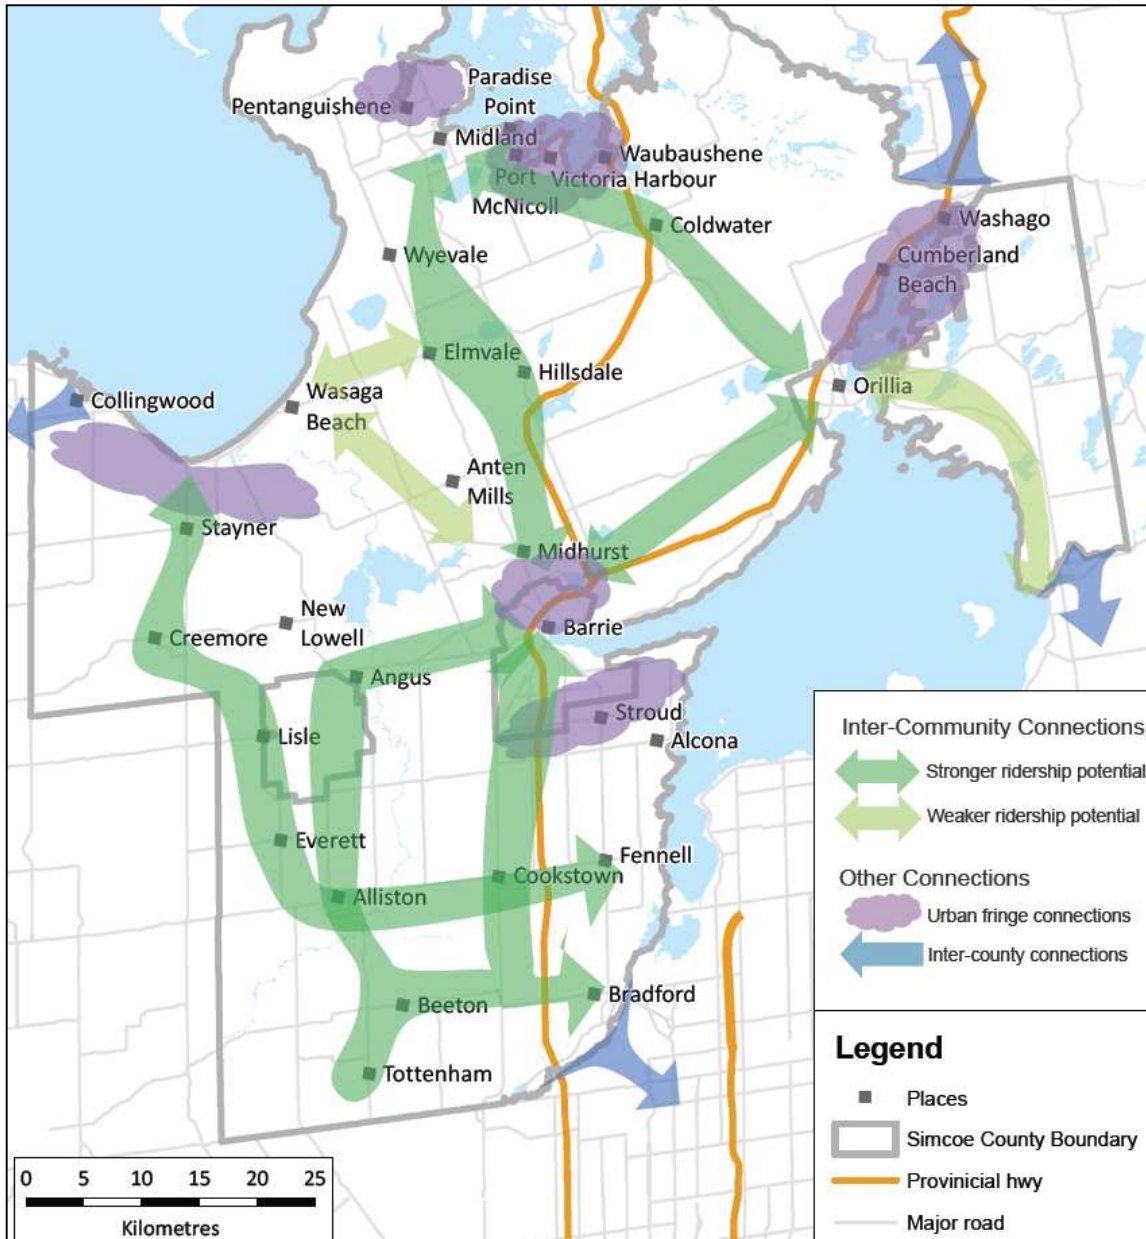 Paradise
Point
Pentanguishene
Midland
Waubaushene
Port
McNicoll
Victoria Harbour
Coldwater
Washago
Wyevale
Cumberland
Beach
Elmvale
Hillsdale
Collingwood
Wasaga
Beach
Orillia
Anten
Mills
Stayner
Midhurst
New
Lowell
Creemore
Barrie
Angus
Stroud
Lisle
Alcona
Everett
Fennell
Cookstown
Alliston
Beeton
Bradford
Tottenham
Inter-Community Connections
Stronger ridership potential
Weaker ridership potential
Other Connections
Urban fringe connections
Inter-county connections
Legend
Places
Simcoe County Boundary
Provinicial hwy
Major road
0 5 10 15 20 25
Kilometres